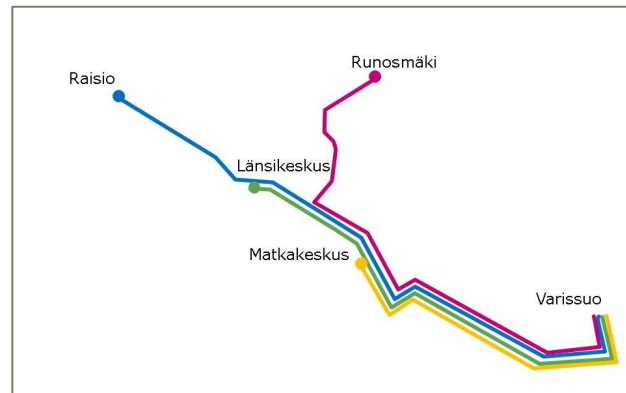 Runosmäki
Raisio
Länsikeskus
Matkakeskus
Varissuo